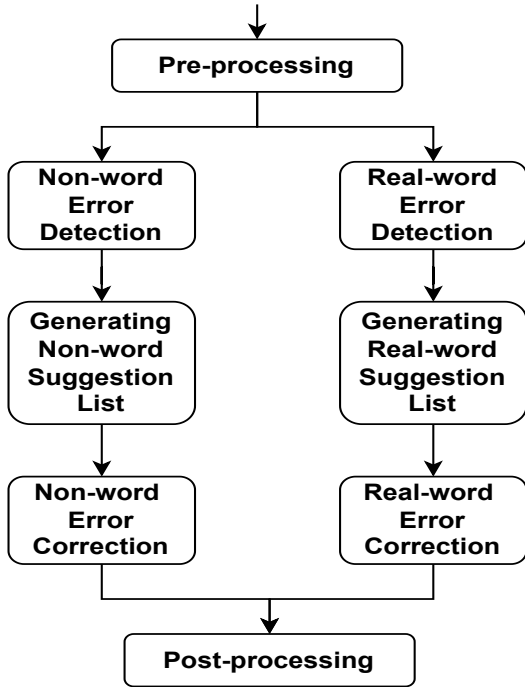 Pre-processing
Non-word
Error
Detection
Real-word
Error
Detection
Generating
Non-word
Suggestion
List
Generating
Real-word
Suggestion
List
Non-word
Error
Correction
Real-word
Error
Correction
Post-processing